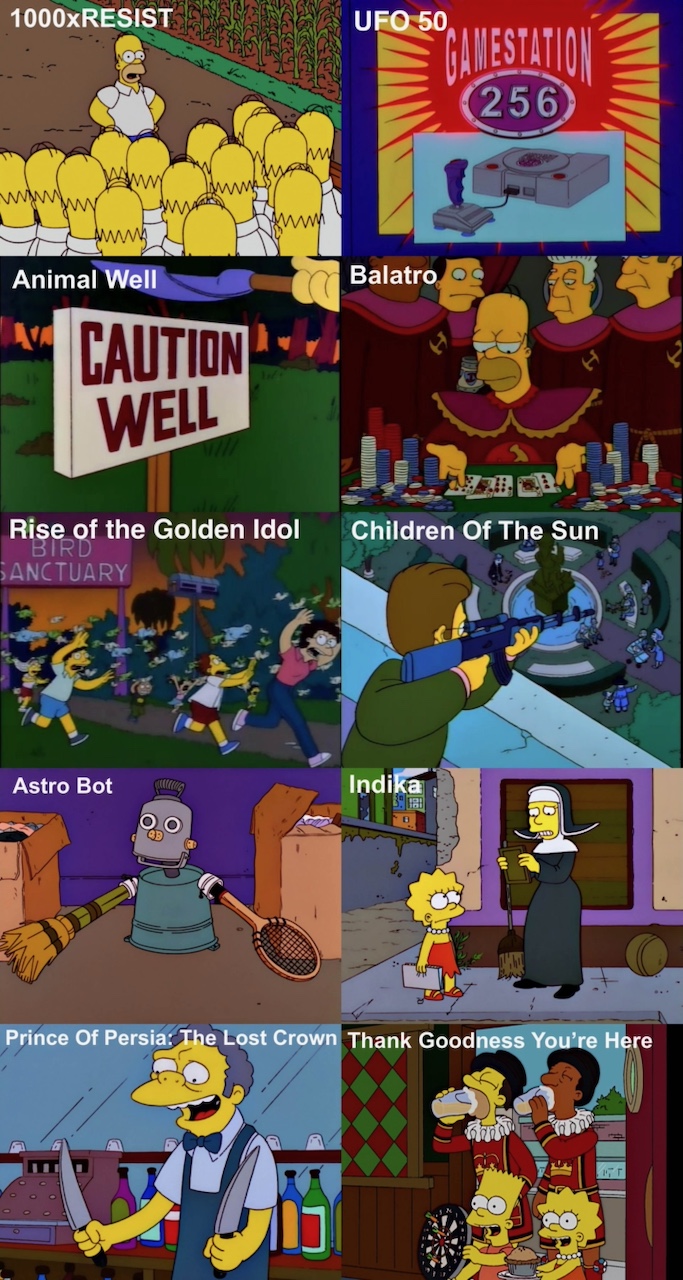 1000xRESIST
UFO 50
GAMESTATION
256
Animal Well
CAUTION
WELL
Balatro
Rise of the Golden Idol
BIRD
SANCTUARY
Children Of The Sun
Astro Bot
Indika
Prince Of Persia: The Lost Crown
Thank Goodness You're Here